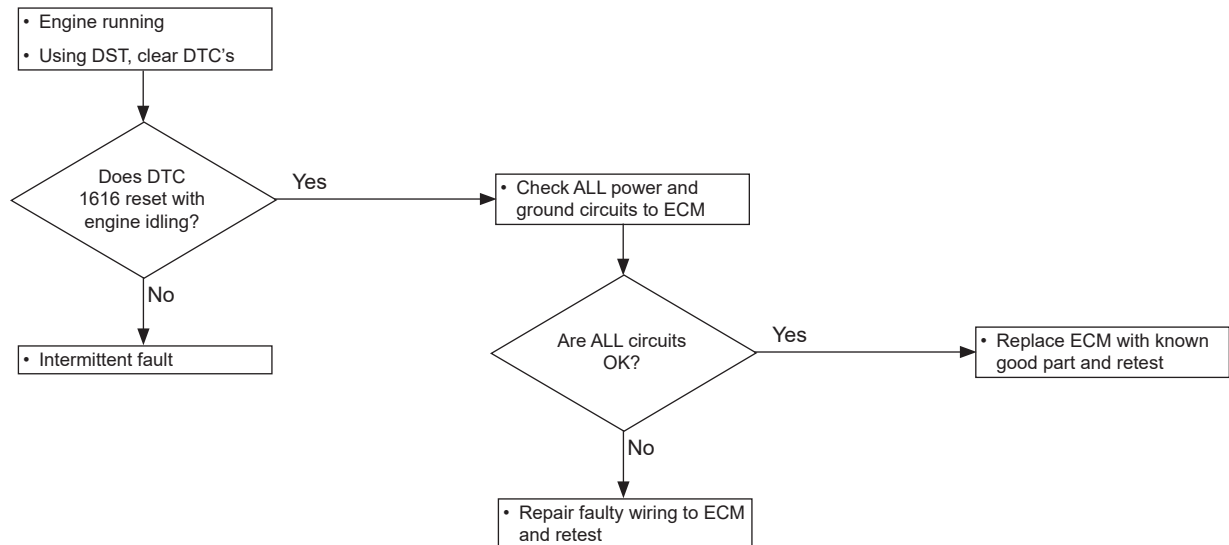 • Engine running
• Using DST, clear DTC's
Does DTC
1616 reset with
engine idling?
Yes
• Check ALL power and
ground circuits to ECM
No
• Intermittent fault
Are ALL circuits
OK?
Yes
• Replace ECM with known
good part and retest
No
• Repair faulty wiring to ECM
and retest